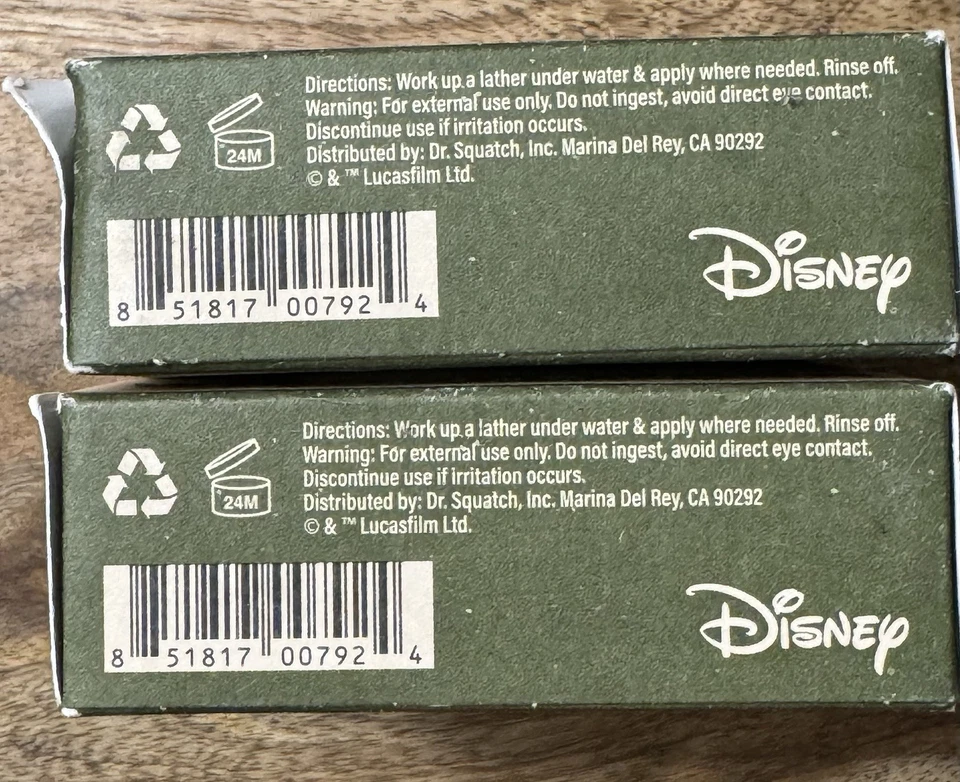 Directions: Work up a lather under water & apply where needed. Rinse off.
Warning: For external use only. Do not ingest, avoid direct eye contact.
Discontinue use if irritation occurs.
Distributed by: Dr. Squatch, Inc. Marina Del Rey, CA 90292
© & ™ Lucasfilm Ltd.
24M
8 51817 00792 4
Disney
Directions: Work up a lather under water & apply where needed. Rinse off.
Warning: For external use only. Do not ingest, avoid direct eye contact.
Discontinue use if irritation occurs.
Distributed by: Dr. Squatch, Inc. Marina Del Rey, CA 90292
© & ™ Lucasfilm Ltd.
24M
8 51817 00792 4
Disney